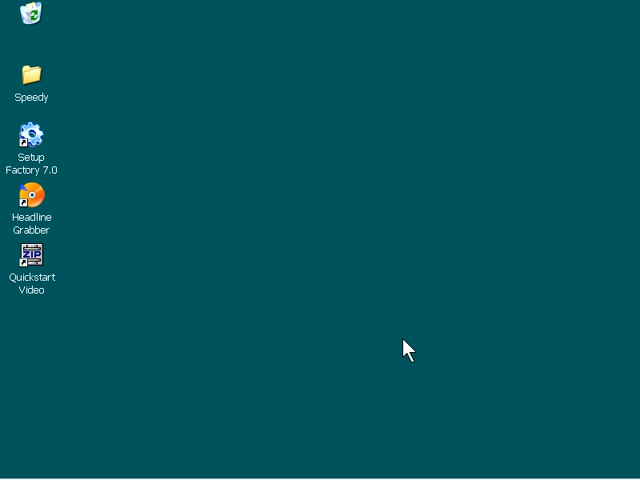 Speedy
Setup
Factory 7.0
Headline
Grabber
ZIP
Quickstart
Video